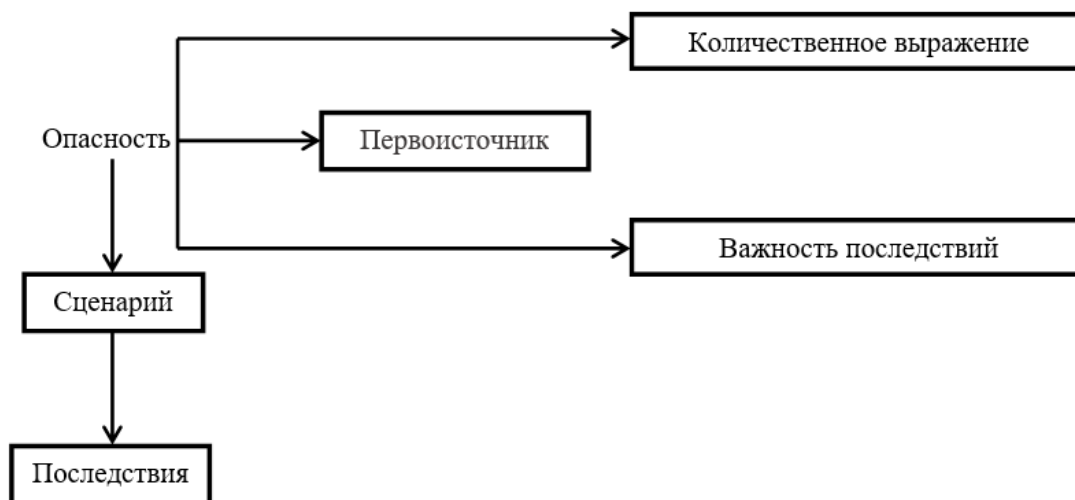 Количественное выражение
Опасность
Первоисточник
Важность последствий
Сценарий
Последствия